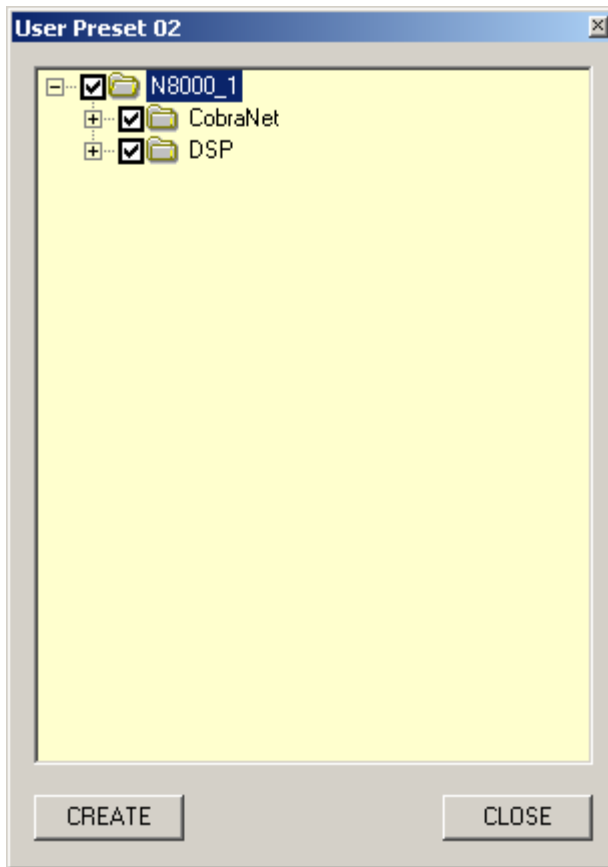 User Preset 02
N8000_1
CobraNet
DSP
CREATE
CLOSE